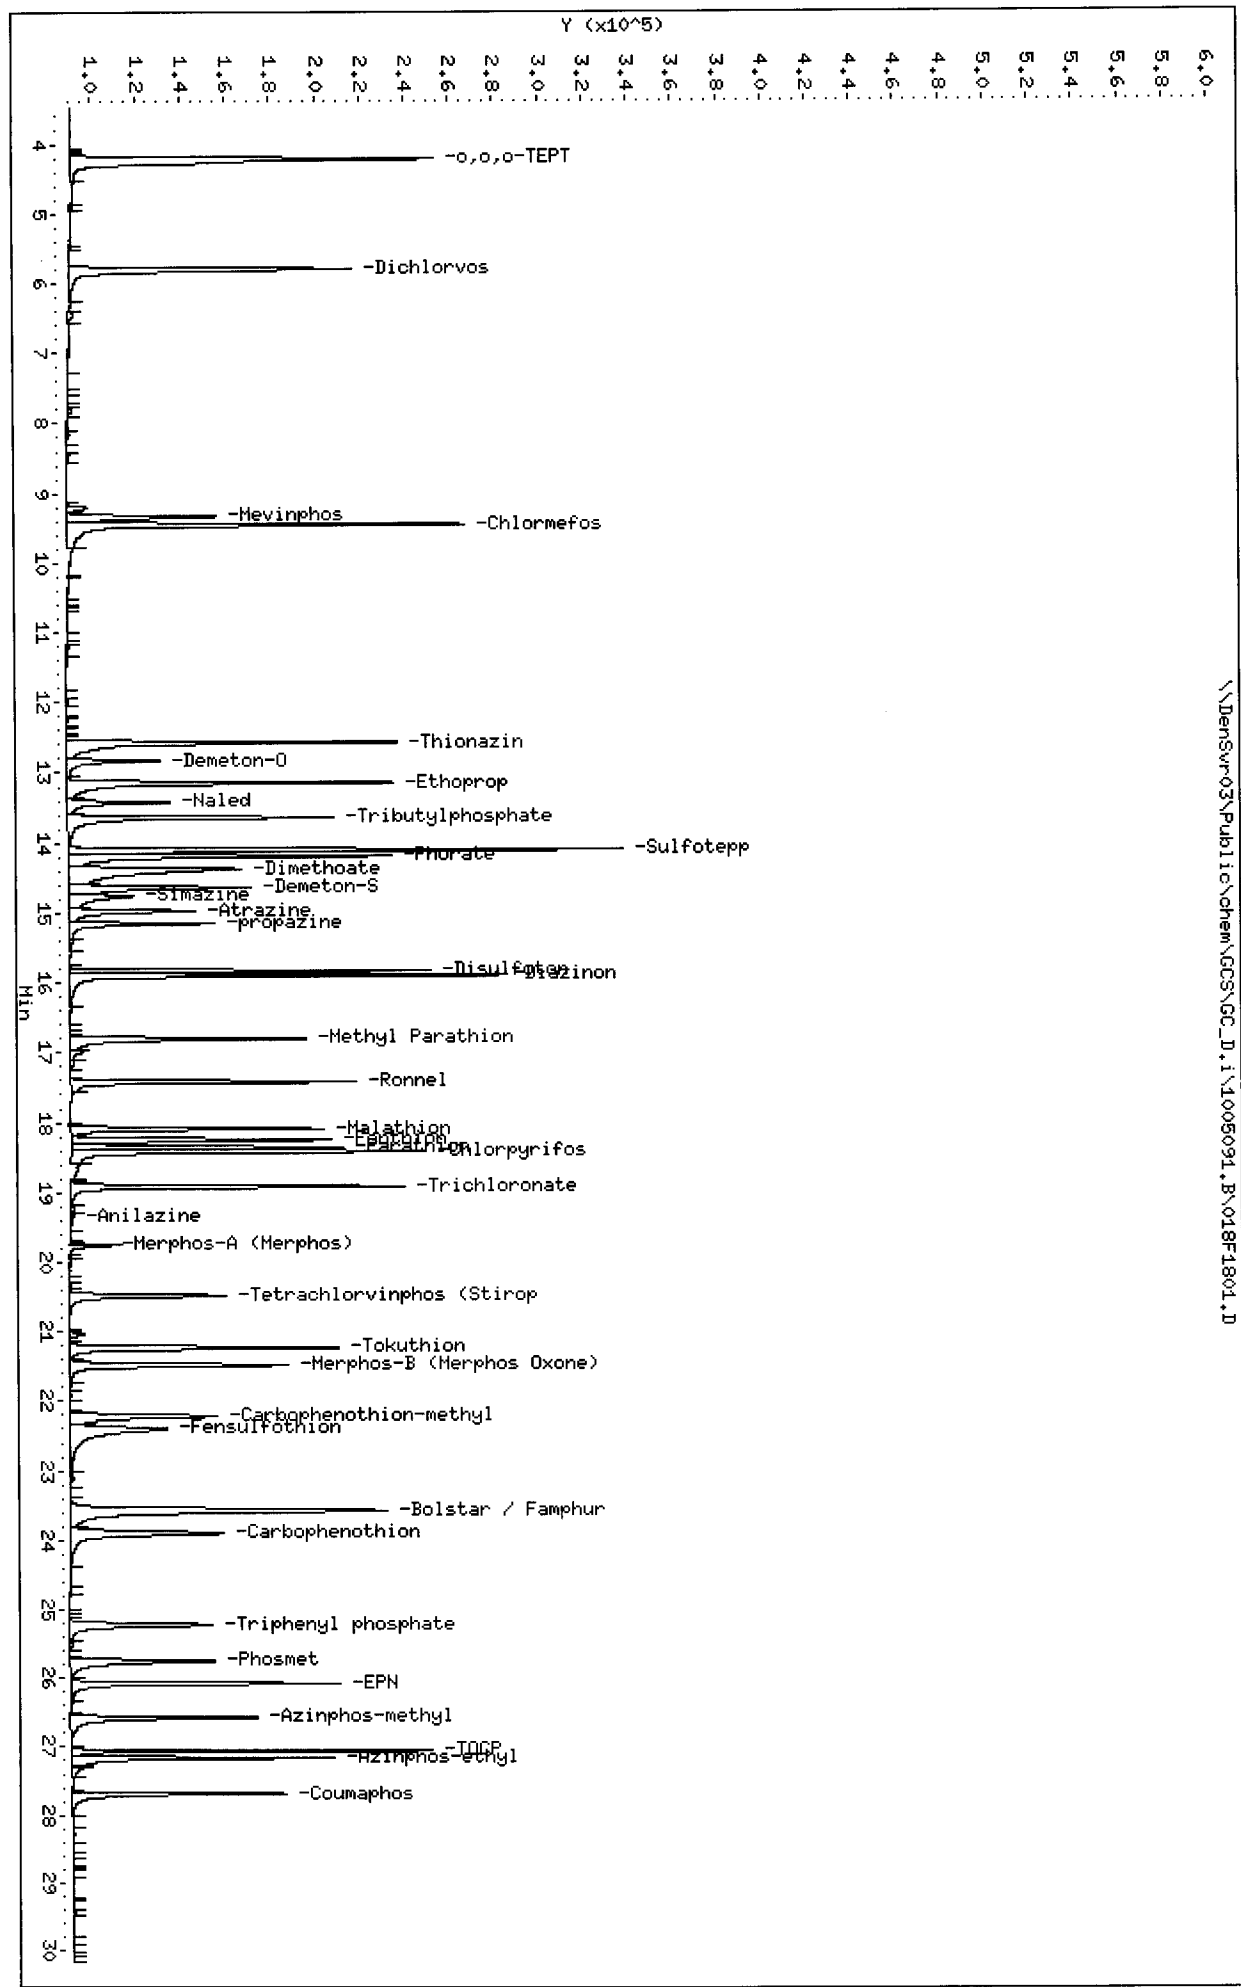 \\DenSvr03\Public\chem\GCS\GC_D.i\1005091.B\018F1801.D
Y (x10^5)
6.0
5.8
5.6
5.4
5.2
5.0
4.8
4.6
4.4
4.2
4.0
3.8
3.6
3.4
3.2
3.0
2.8
2.6
2.4
2.2
2.0
1.8
1.6
1.4
1.2
1.0
-o,o,o-TEPT
-Dichlorvos
-Mevinphos
-Chlormefos
-Thionazin
-Demeton-O
-Ethoprop
-Naled
-Tributylphosphate
-Sulfotepp
-Phorate
-Dimethoate
-Demeton-S
-Simazine
-Atrazine
-propazine
-Disulfoton
-Diazinon
-Methyl Parathion
-Ronnel
-Malathion
-Fenthion
-Parathion
-Chlorpyrifos
-Trichloronate
-Anilazine
-Merphos-A (Merphos)
-Tetrachlorvinphos (Stirop
-Tokuthion
-Merphos-B (Merphos Oxone)
-Carbophenothion-methyl
-Fensulfothion
-Bolstar / Famphur
-Carbophenothion
-Triphenyl phosphate
-Phosmet
-EPN
-Azinphos-methyl
-TOCP
-Azinphos-ethyl
-Coumaphos
4
5
6
7
8
9
10
11
12
13
14
15
16
17
18
19
20
21
22
23
24
25
26
27
28
29
30
Min